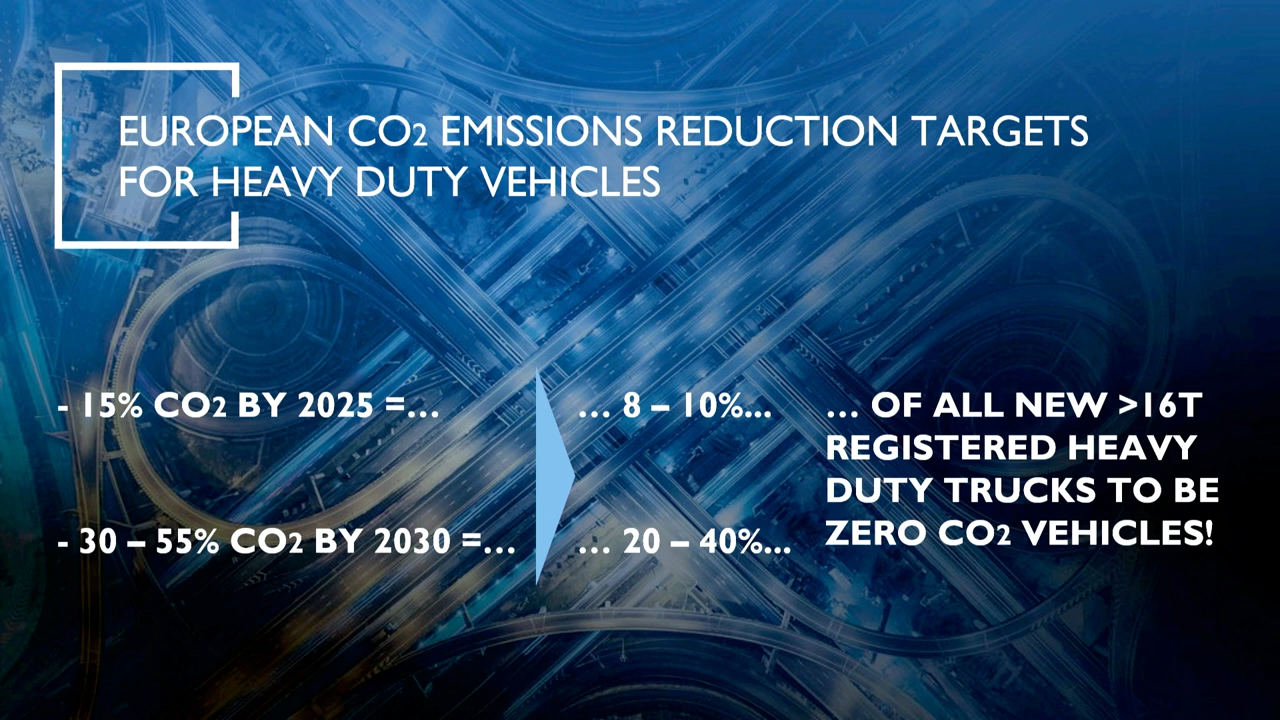 EUROPEAN CO2 EMISSIONS REDUCTION TARGETS
FOR HEAVY DUTY VEHICLES
- 15% CO2 BY 2025 =...
... 8 – 10%...
- 30 – 55% CO2 BY 2030 =...
... 20 – 40%...
... OF ALL NEW >16T
REGISTERED HEAVY
DUTY TRUCKS TO BE
ZERO CO2 VEHICLES!